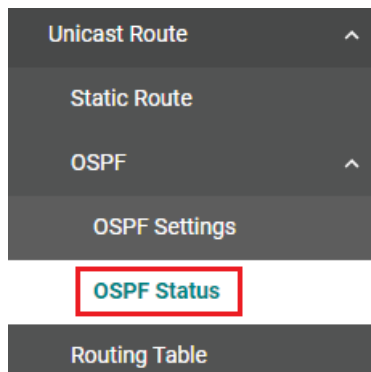 Unicast Route
Static Route
OSPF
OSPF Settings
OSPF Status
Routing Table